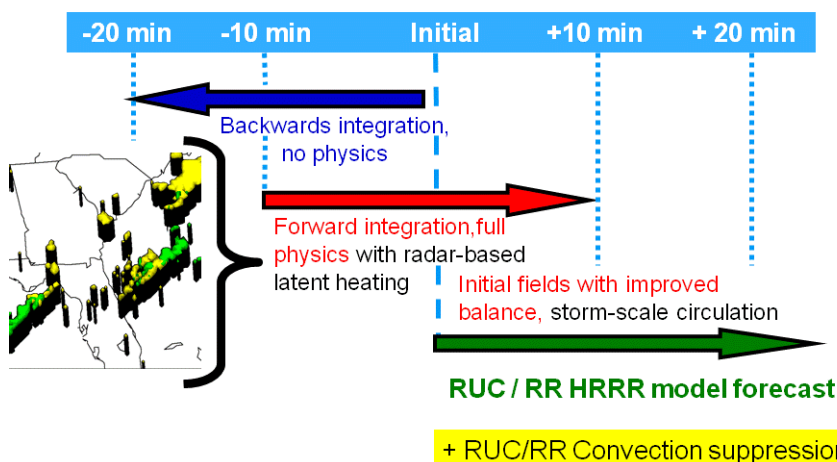 -20 min -10 min Initial +10 min + 20 min
Backwards integration,
no physics
Forward integration,full
physics with radar-based
latent heating
Initial fields with improved
balance, storm-scale circulation
RUC / RR HRRR model forecast
+ RUC/RR Convection suppression